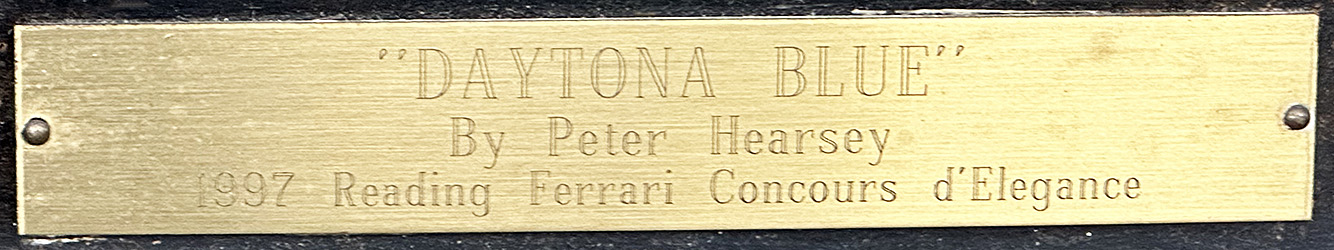 "DAYTONA BLUE"
By Peter Hearsey
1997 Reading Ferrari Concours d'Elegance